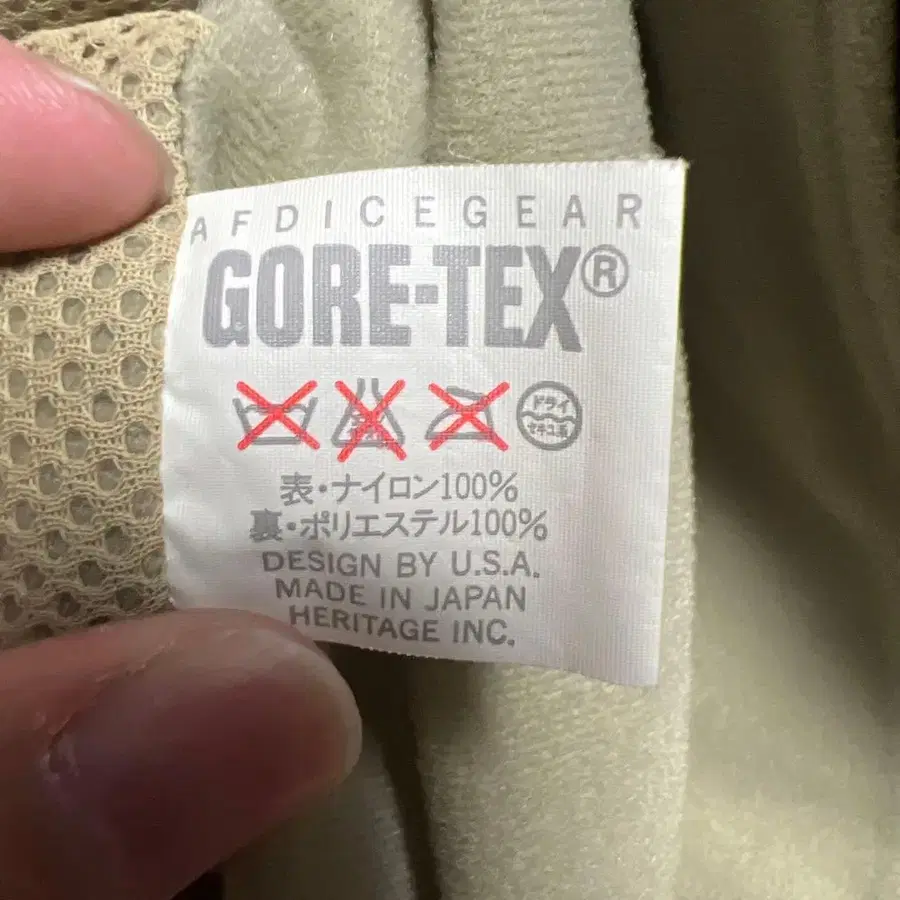 AFDICEGEAR
GORE-TEX®
ドライ
セキユ系
表・ナイロン100%
裏・ポリエステル100%
DESIGN BY U.S.A.
MADE IN JAPAN
HERITAGE INC.